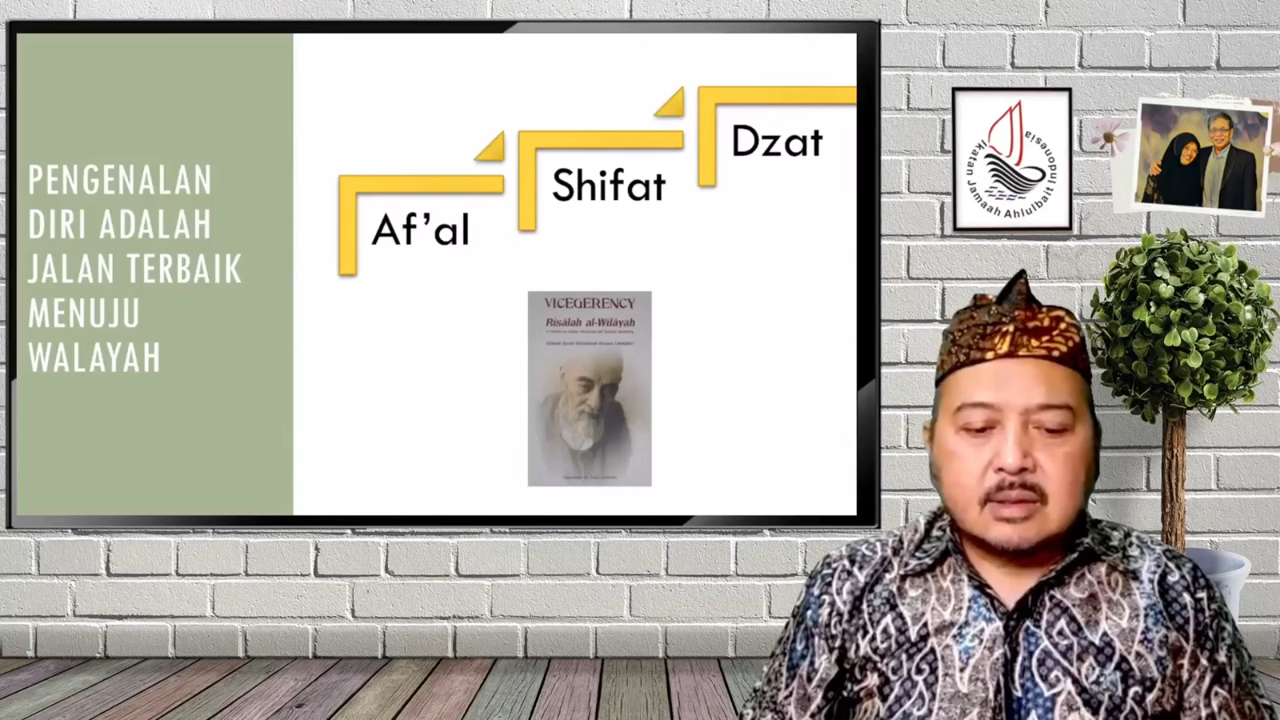 PENGENALAN
DIRI ADALAH
JALAN TERBAIK
MENUJU
WALAYAH
Af'al
Shifat
Dzat
VICEGERENCY
Risālah al-Wilāyah
Ikatan Jamaah Ahlulbait Indonesia